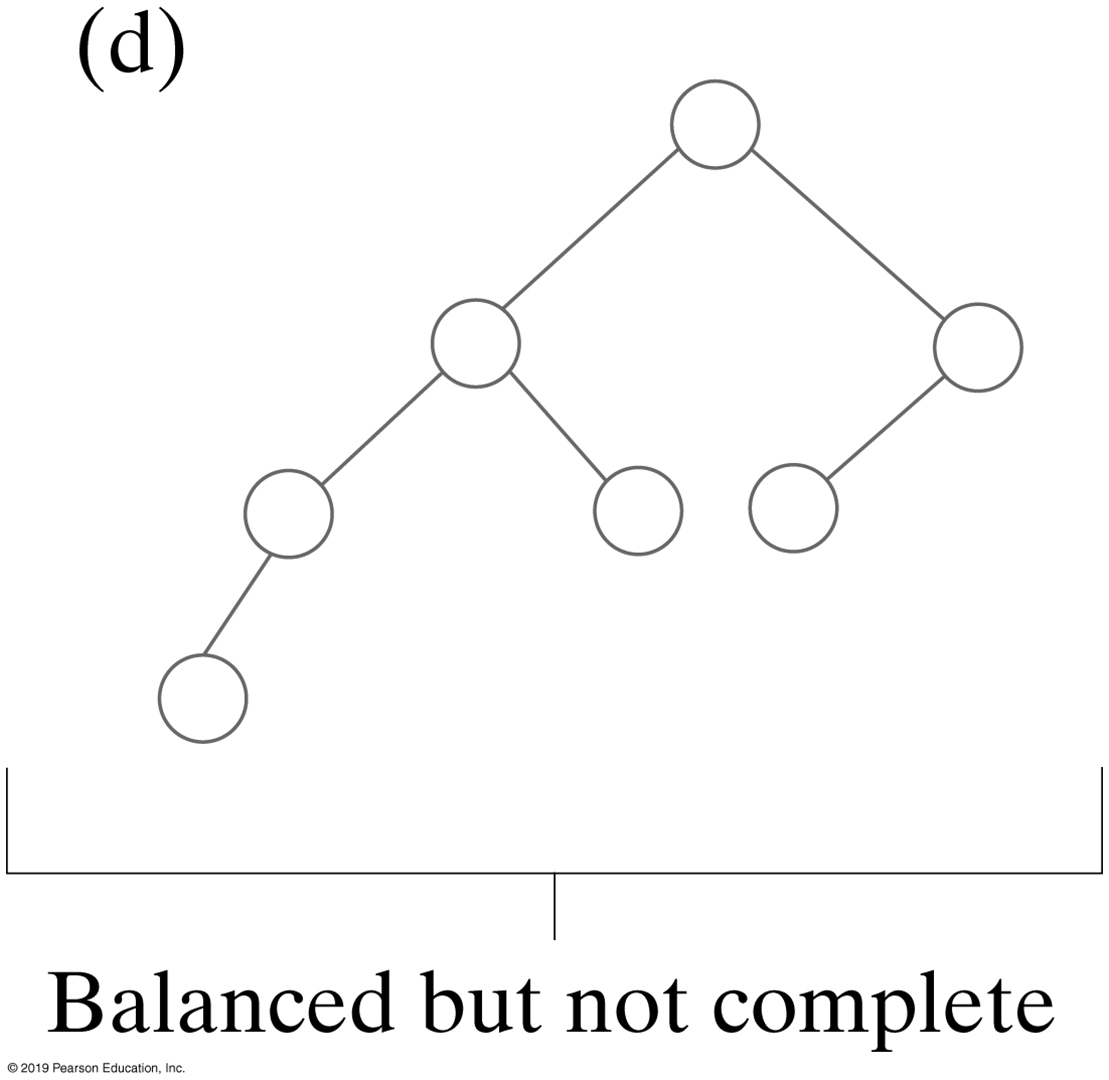 (d)
Balanced but not complete
© 2019 Pearson Education, Inc.